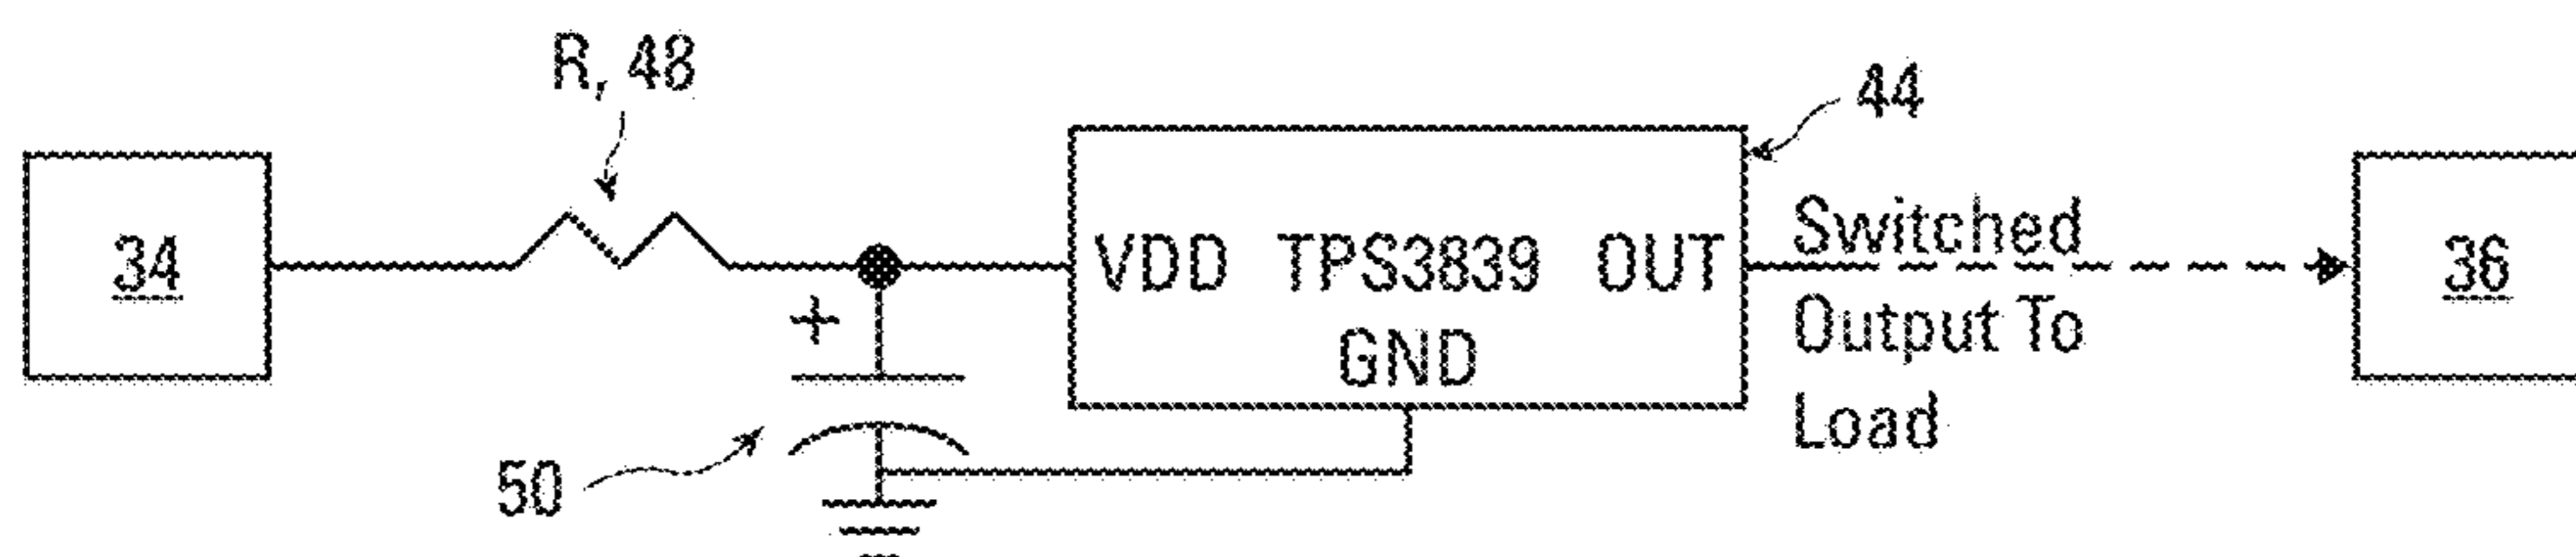 R, 48
44
34
+
VDD TPS3839 OUT
GND
Switched
Output To
Load
36
50